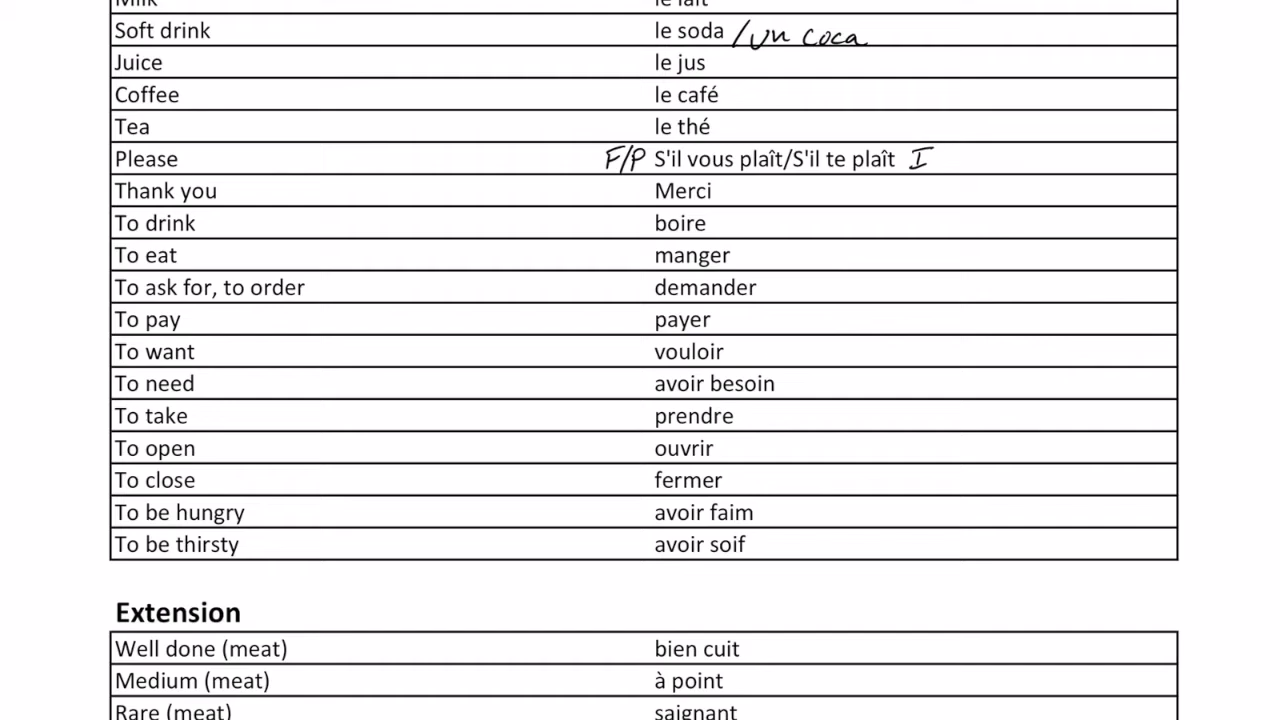 Milk le lait
Soft drink le soda /un coca
Juice le jus
Coffee le café
Tea le thé
Please F/P S'il vous plaît/S'il te plaît I
Thank you Merci
To drink boire
To eat manger
To ask for, to order demander
To pay payer
To want vouloir
To need avoir besoin
To take prendre
To open ouvrir
To close fermer
To be hungry avoir faim
To be thirsty avoir soif
Extension
Well done (meat) bien cuit
Medium (meat) à point
Rare (meat) saignant